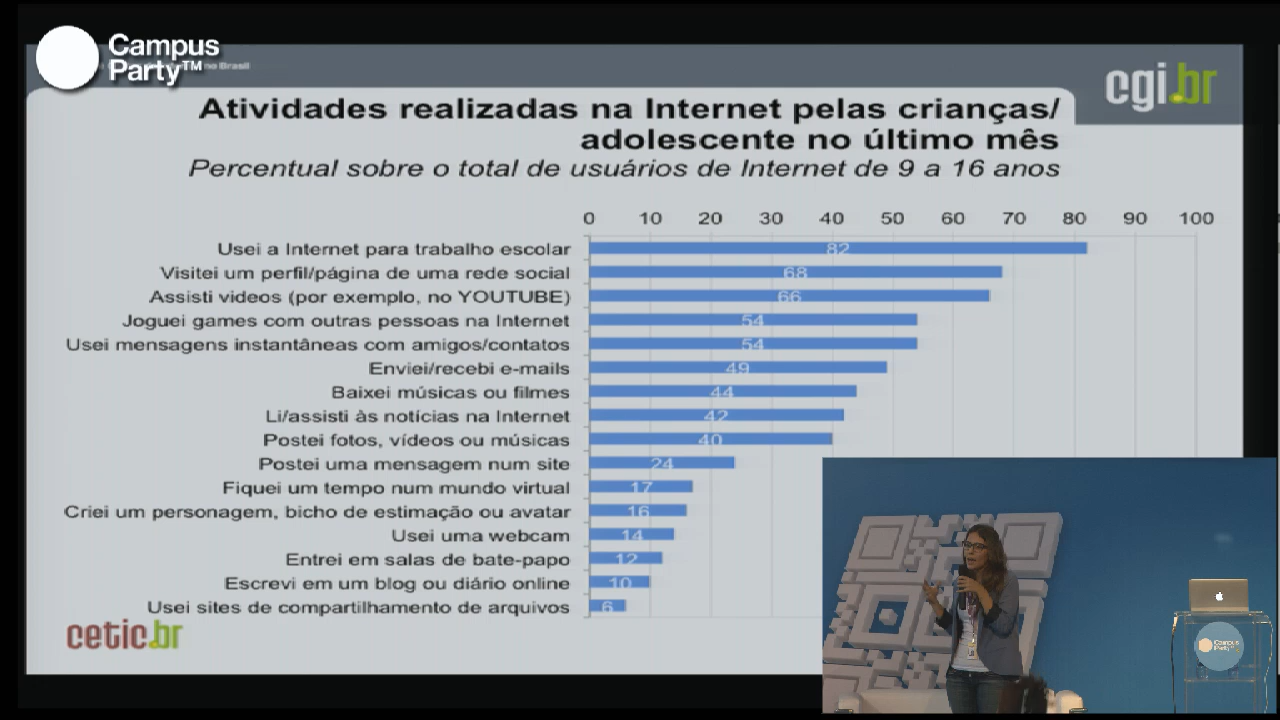 Campus
Party™
no Brasil
cgi.br
Atividades realizadas na Internet pelas crianças/
adolescente no último mês
Percentual sobre o total de usuários de Internet de 9 a 16 anos
0 10 20 30 40 50 60 70 80 90 100
Usei a Internet para trabalho escolar 82
Visitei um perfil/página de uma rede social 68
Assisti videos (por exemplo, no YOUTUBE) 66
Joguei games com outras pessoas na Internet 54
Usei mensagens instantâneas com amigos/contatos 54
Enviei/recebi e-mails 49
Baixei músicas ou filmes 44
Li/assisti às notícias na Internet 42
Postei fotos, vídeos ou músicas 40
Postei uma mensagem num site 24
Fiquei um tempo num mundo virtual 17
Criei um personagem, bicho de estimação ou avatar 16
Usei uma webcam 14
Entrei em salas de bate-papo 12
Escrevi em um blog ou diário online 10
Usei sites de compartilhamento de arquivos 6
cetic.br
Campus
Party